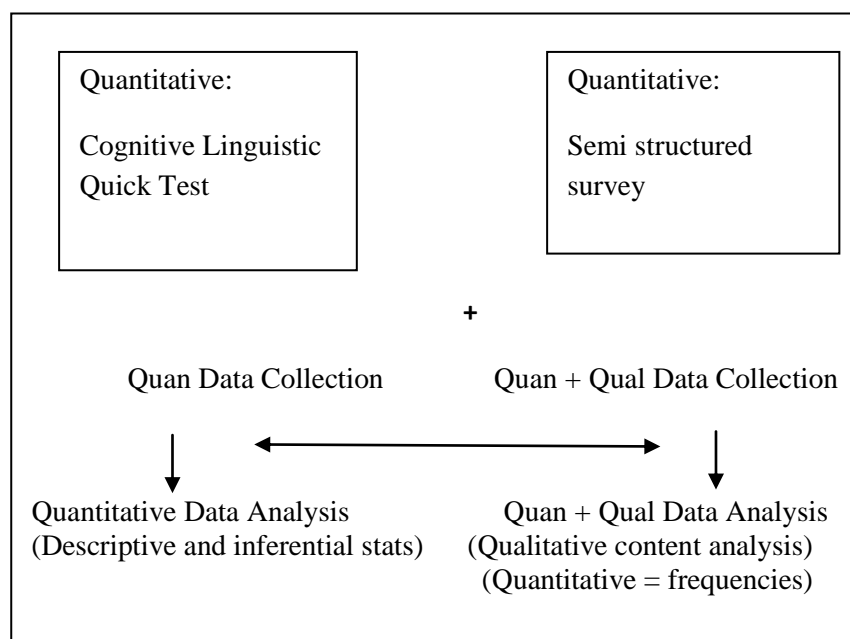 Quantitative:
Cognitive Linguistic
Quick Test
Quantitative:
Semi structured
survey
+
Quan Data Collection
Quan + Qual Data Collection
Quantitative Data Analysis
(Descriptive and inferential stats)
Quan + Qual Data Analysis
(Qualitative content analysis)
(Quantitative = frequencies)